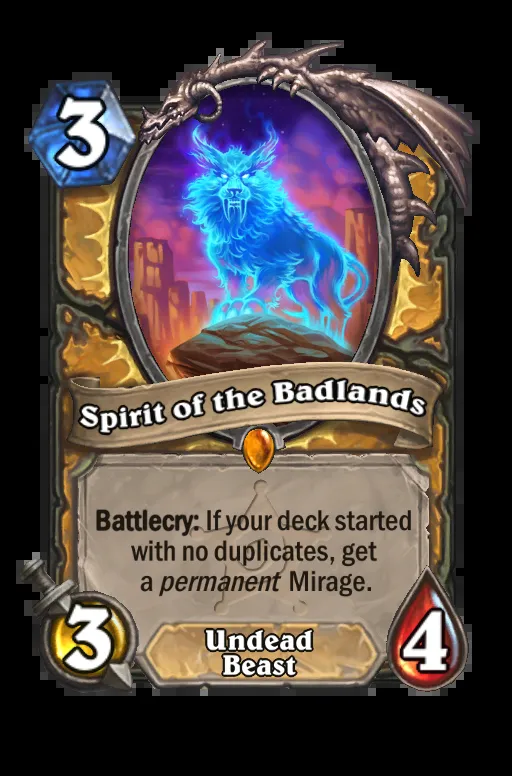 3
Spirit of the Badlands
Battlecry: If your deck started
with no duplicates, get
a permanent Mirage.
3
Undead
Beast
4